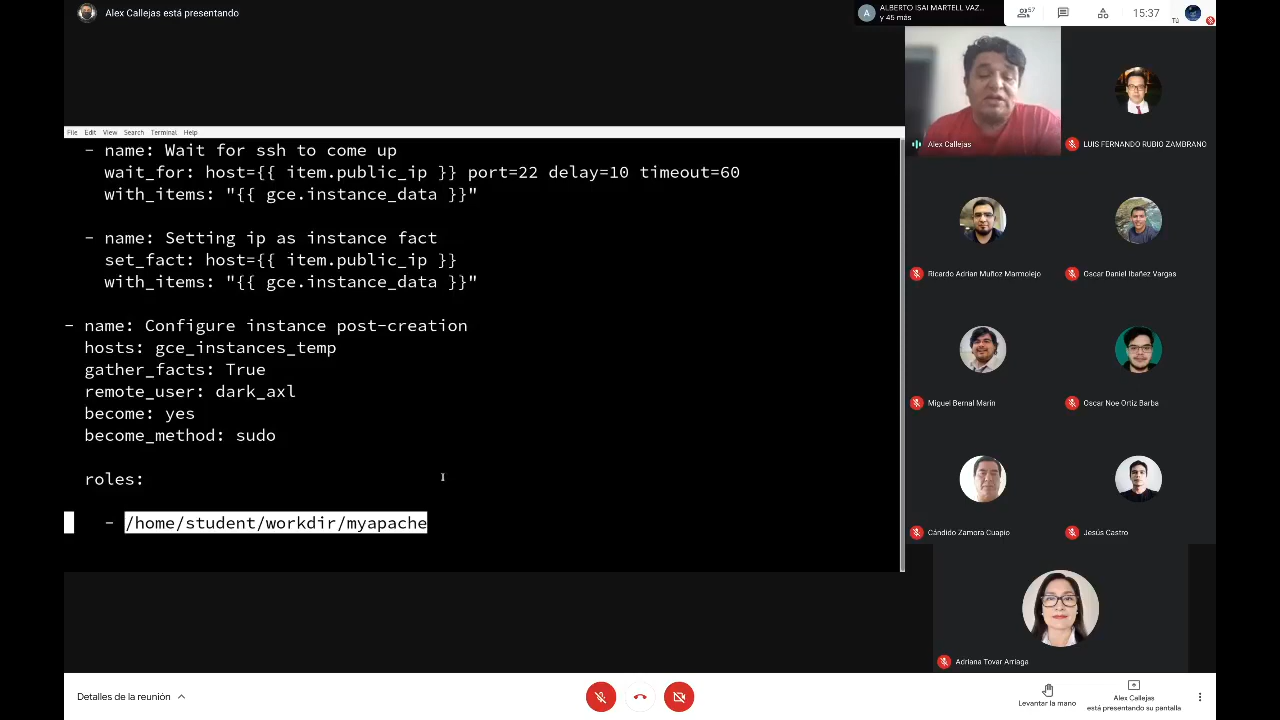 Alex Callejas está presentando
ALBERTO ISAI MARTELL VAZ...
y 45 más
A
57
15:37
Tú
File Edit View Search Terminal Help
- name: Wait for ssh to come up
wait_for: host={{ item.public_ip }} port=22 delay=10 timeout=60
with_items: "{{ gce.instance_data }}"
- name: Setting ip as instance fact
set_fact: host={{ item.public_ip }}
with_items: "{{ gce.instance_data }}"
- name: Configure instance post-creation
hosts: gce_instances_temp
gather_facts: True
remote_user: dark_axl
become: yes
become_method: sudo
roles:
- /home/student/workdir/myapache
Alex Callejas
LUIS FERNANDO RUBIO ZAMBRANO
Ricardo Adrian Muñoz Marmolejo
Oscar Daniel Ibañez Vargas
Miguel Bernal Marin
Oscar Noe Ortiz Barba
Cándido Zamora Cuapio
Jesús Castro
Adriana Tovar Arriaga
Detalles de la reunión
Levantar la mano
Alex Callejas
está presentando su pantalla